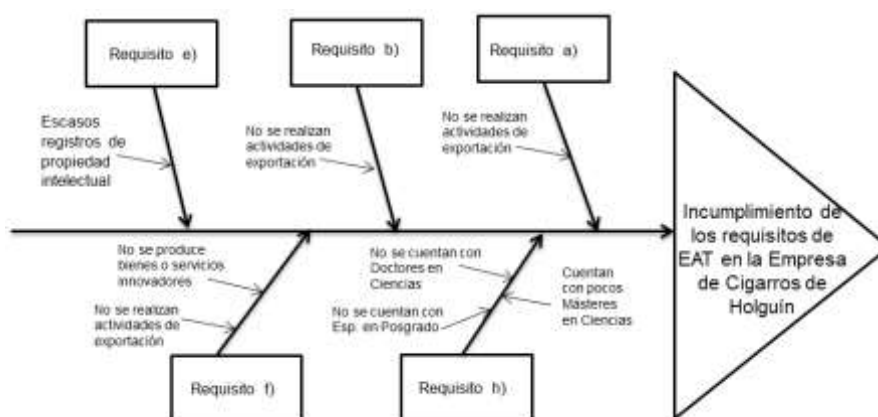 Requisito e)
Requisito b)
Requisito a)
Escasos
registros de
propiedad
intelectual
No se realizan
actividades de
exportación
No se realizan
actividades de
exportación
No se produce
bienes o servicios
innovadores
No se realizan
actividades de
exportación
No se cuentan con
Doctores en
Ciencias
No se cuentan con
Esp. en Posgrado
Cuentan
con pocos
Másteres
en Ciencias
Requisito f)
Requisito h)
Incumplimiento de
los requisitos de
EAT en la Empresa
de Cigarros de
Holguín